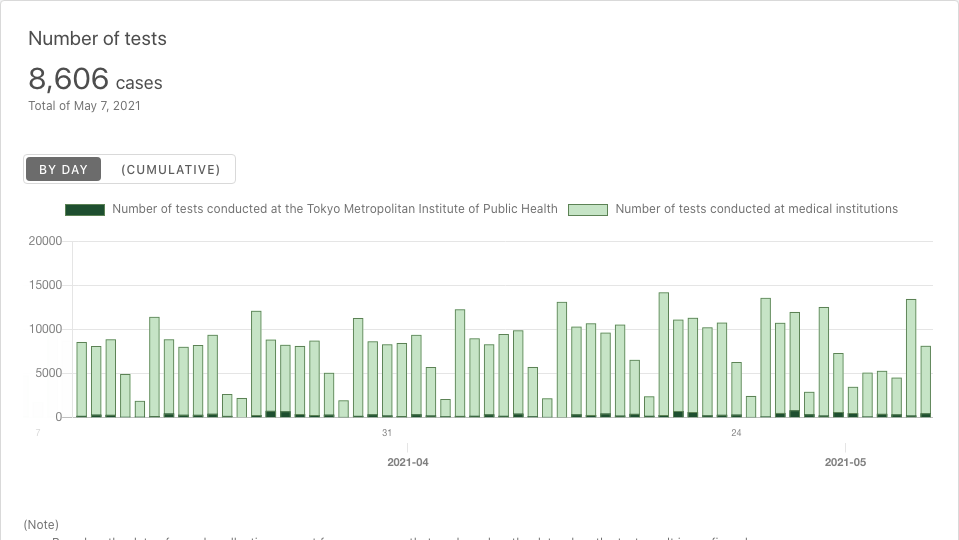 Number of tests
8,606 cases
Total of May 7, 2021
BY DAY (CUMULATIVE)
Number of tests conducted at the Tokyo Metropolitan Institute of Public Health Number of tests conducted at medical institutions
20000
15000
10000
5000
0
7 31 24
2021-04 2021-05
(Note)